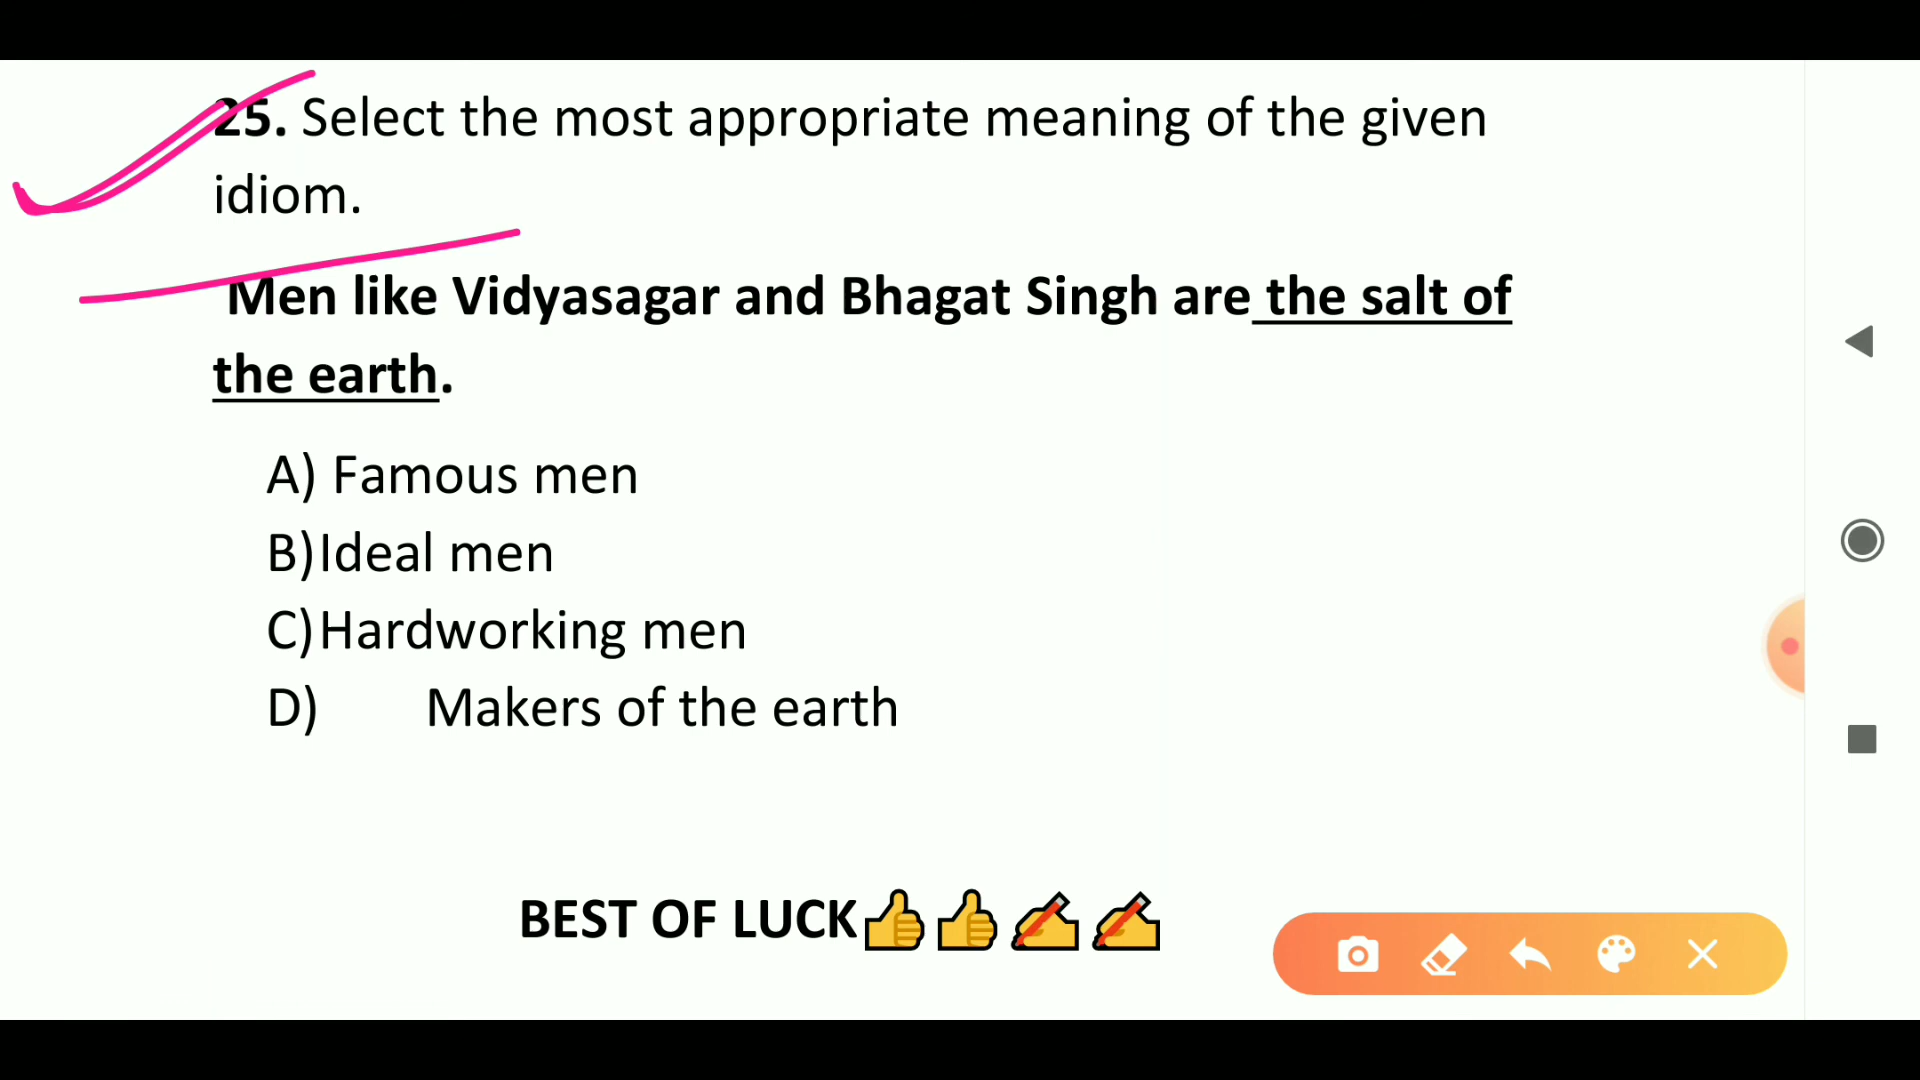 25. Select the most appropriate meaning of the given
idiom.
Men like Vidyasagar and Bhagat Singh are the salt of
the earth.
A) Famous men
B)Ideal men
C)Hardworking men
D) Makers of the earth
BEST OF LUCK👍👍✍✍